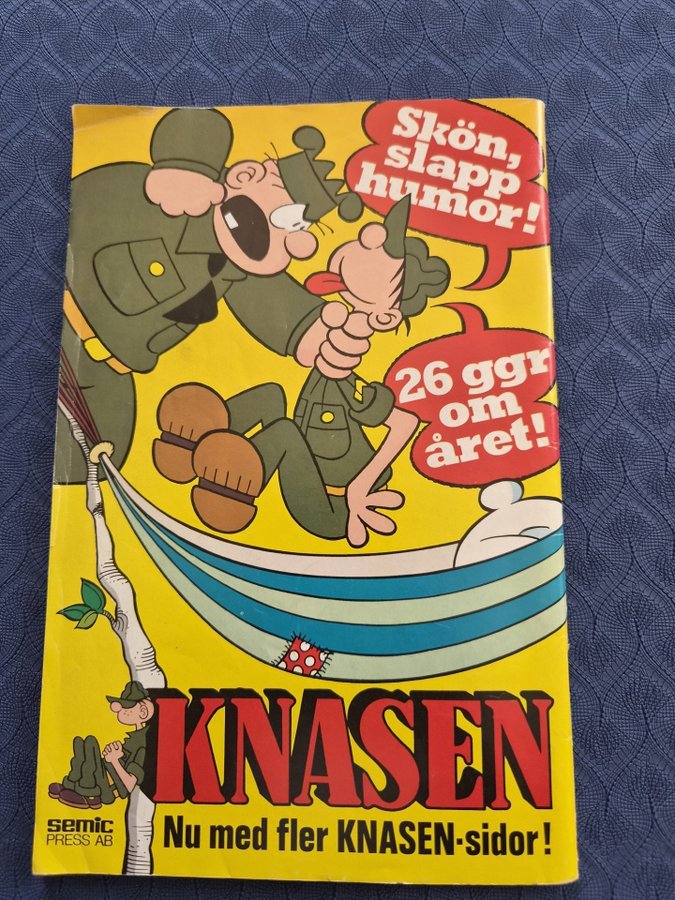 Skön,
slapp
humor!
26 ggr
om
året!
KNASEN
semic
PRESS AB
Nu med fler KNASEN-sidor!